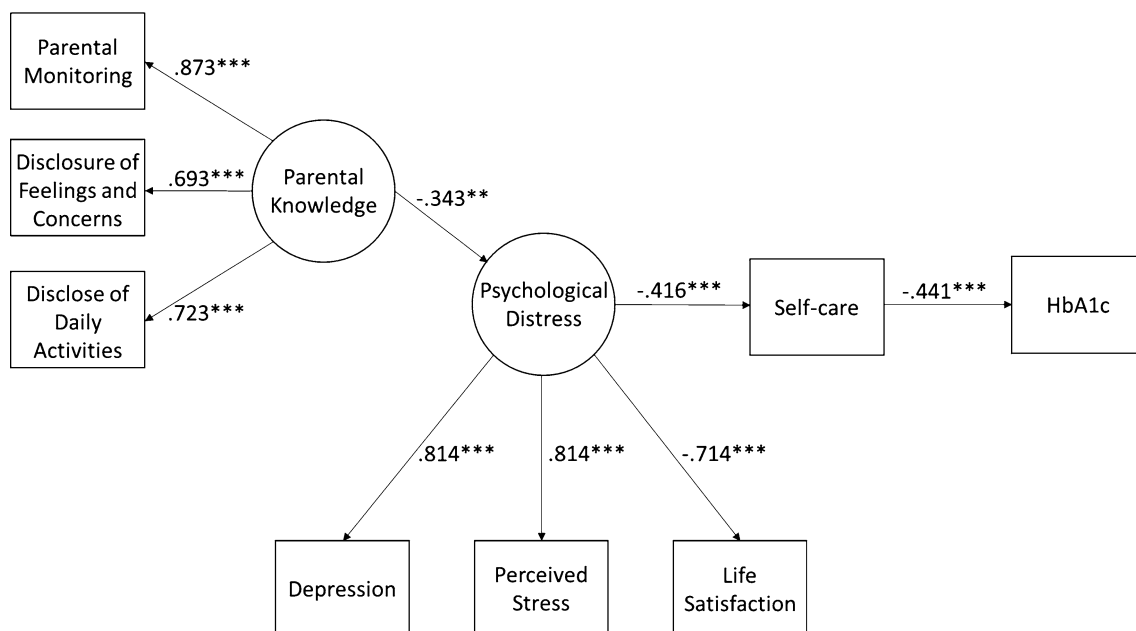 Parental
Monitoring
.873***
Disclosure of
Feelings and
Concerns
.693***
Parental
Knowledge
-.343**
Disclose of
Daily
Activities
.723***
Psychological
Distress
-.416***
Self-care
-.441***
HbA1c
.814***
.814***
-.714***
Depression
Perceived
Stress
Life
Satisfaction